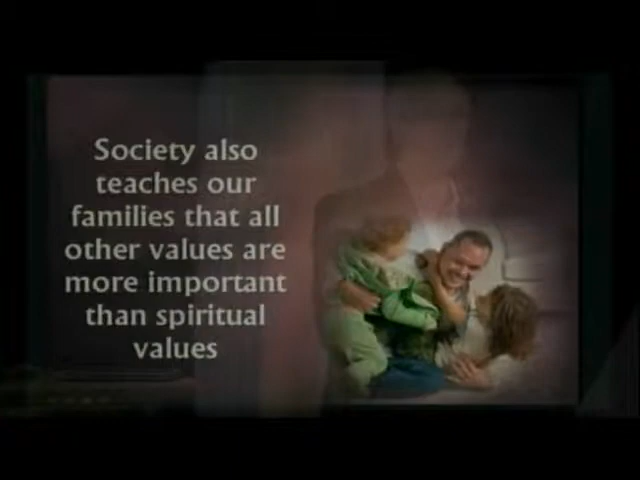 Society also
teaches our
families that all
other values are
more important
than spiritual
values